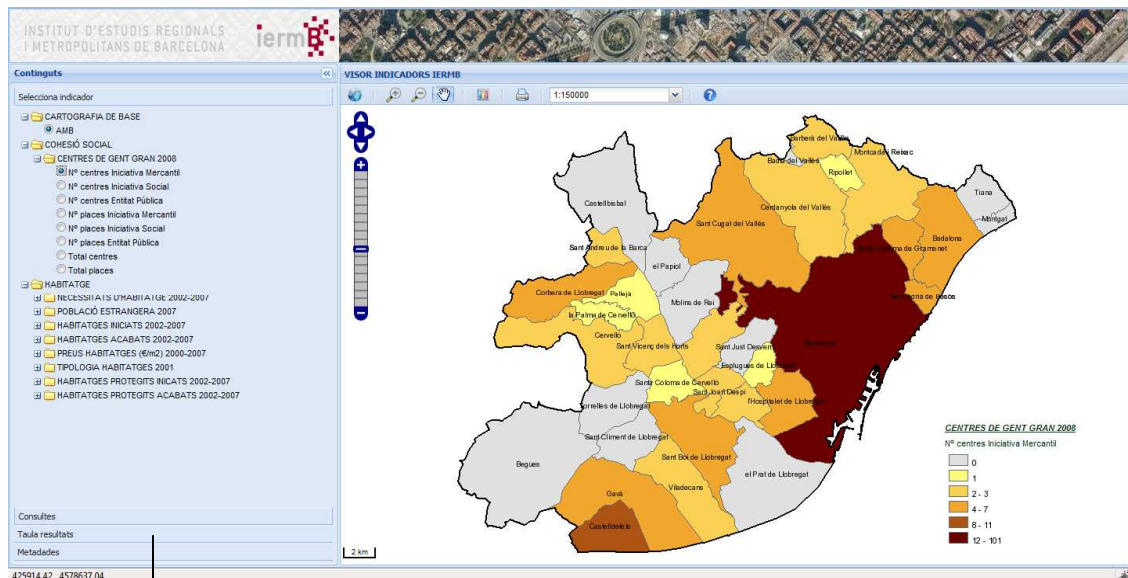 INSTITUT D'ESTUDIS REGIONALS
I METROPOLITANS DE BARCELONA
iermB
Continguts
Selecciona indicador
CARTOGRAFIA DE BASE
AMB
COHESIÓ SOCIAL
CENTRES DE GENT GRAN 2008
Nº centres Iniciativa Mercantil
Nº centres Iniciativa Social
Nº centres Entitat Pública
Nº places Iniciativa Mercantil
Nº places Iniciativa Social
Nº places Entitat Pública
Total centres
Total places
HABITATGE
NECESSITATS D'HABITATGE 2002-2007
POBLACIÓ ESTRANGERA 2007
HABITATGES INICIATS 2002-2007
HABITATGES ACABATS 2002-2007
PREUS HABITATGES (€/m2) 2000-2007
TIPOLOGIA HABITATGES 2001
HABITATGES PROTEGITS INICATS 2002-2007
HABITATGES PROTEGITS ACABATS 2002-2007
Consultes
Taula resultats
Metadades
425914.42, 4578637.04
VISOR INDICADORS IERMB
1:150000
Barberà del Vallès
Badia del Vallès
Montcada i Reixac
Ripollet
Castellbisbal
Cerdanyola del Vallès
Tiana
Montgat
Sant Cugat del Vallès
Badalona
Sant Andreu de la Barca
Santa Coloma de Gramenet
el Papiol
Corbera de Llobregat
Pallejà
Sant Adrià de Besòs
Molins de Rei
la Palma de Cervelló
Cervelló
Sant Vicenç dels Horts
Sant Just Desvern
Barcelona
Esplugues de Llobregat
Santa Coloma de Cervelló
Sant Joan Despí
l'Hospitalet de Llobregat
Torrelles de Llobregat
Sant Climent de Llobregat
Sant Boi de Llobregat
Begues
el Prat de Llobregat
Viladecans
Gavà
Castelldefels
2 km
CENTRES DE GENT GRAN 2008
Nº centres Iniciativa Mercantil
0
1
2 - 3
4 - 7
8 - 11
12 - 101